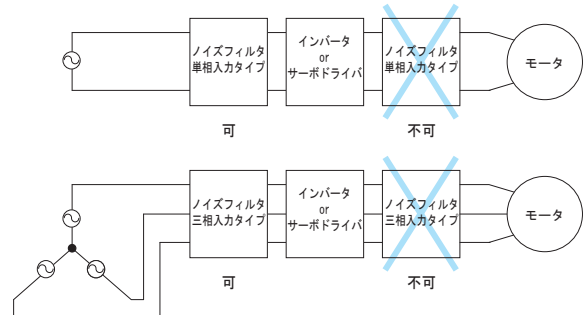 ノイズフィルタ
単相入力タイプ
インバータ
or
サーボドライバ
ノイズフィルタ
単相入力タイプ
モータ
可
不可
ノイズフィルタ
三相入力タイプ
インバータ
or
サーボドライバ
ノイズフィルタ
三相入力タイプ
モータ
可
不可